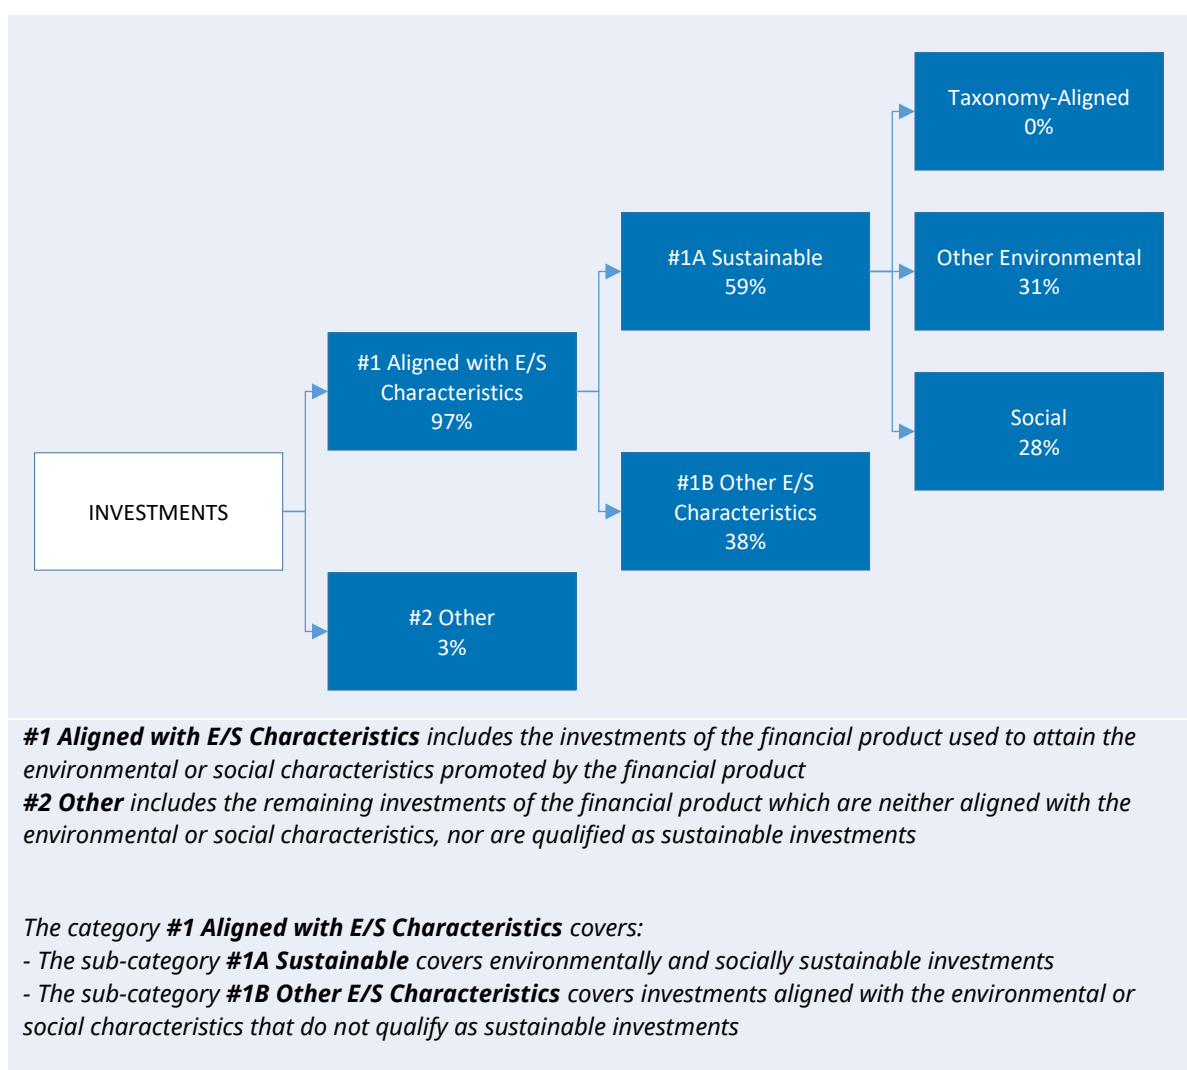 Taxonomy-Aligned
0%
#1A Sustainable
59%
Other Environmental
31%
#1 Aligned with E/S
Characteristics
97%
Social
28%
INVESTMENTS
#1B Other E/S
Characteristics
38%
#2 Other
3%
#1 Aligned with E/S Characteristics includes the investments of the financial product used to attain the
environmental or social characteristics promoted by the financial product
#2 Other includes the remaining investments of the financial product which are neither aligned with the
environmental or social characteristics, nor are qualified as sustainable investments
The category #1 Aligned with E/S Characteristics covers:
- The sub-category #1A Sustainable covers environmentally and socially sustainable investments
- The sub-category #1B Other E/S Characteristics covers investments aligned with the environmental or
social characteristics that do not qualify as sustainable investments